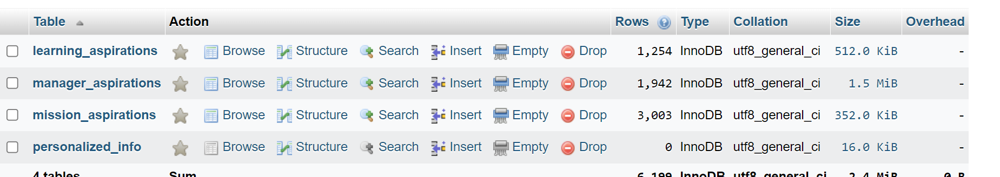 Table Action Rows Type Collation Size Overhead
learning_aspirations Browse Structure Search Insert Empty Drop 1,254 InnoDB utf8_general_ci 512.0 KiB -
manager_aspirations Browse Structure Search Insert Empty Drop 1,942 InnoDB utf8_general_ci 1.5 MiB -
mission_aspirations Browse Structure Search Insert Empty Drop 3,003 InnoDB utf8_general_ci 352.0 KiB -
personalized_info Browse Structure Search Insert Empty Drop 0 InnoDB utf8_general_ci 16.0 KiB -
4 tables Sum 6,199 InnoDB utf8_general_ci 2.4 MiB 0 B